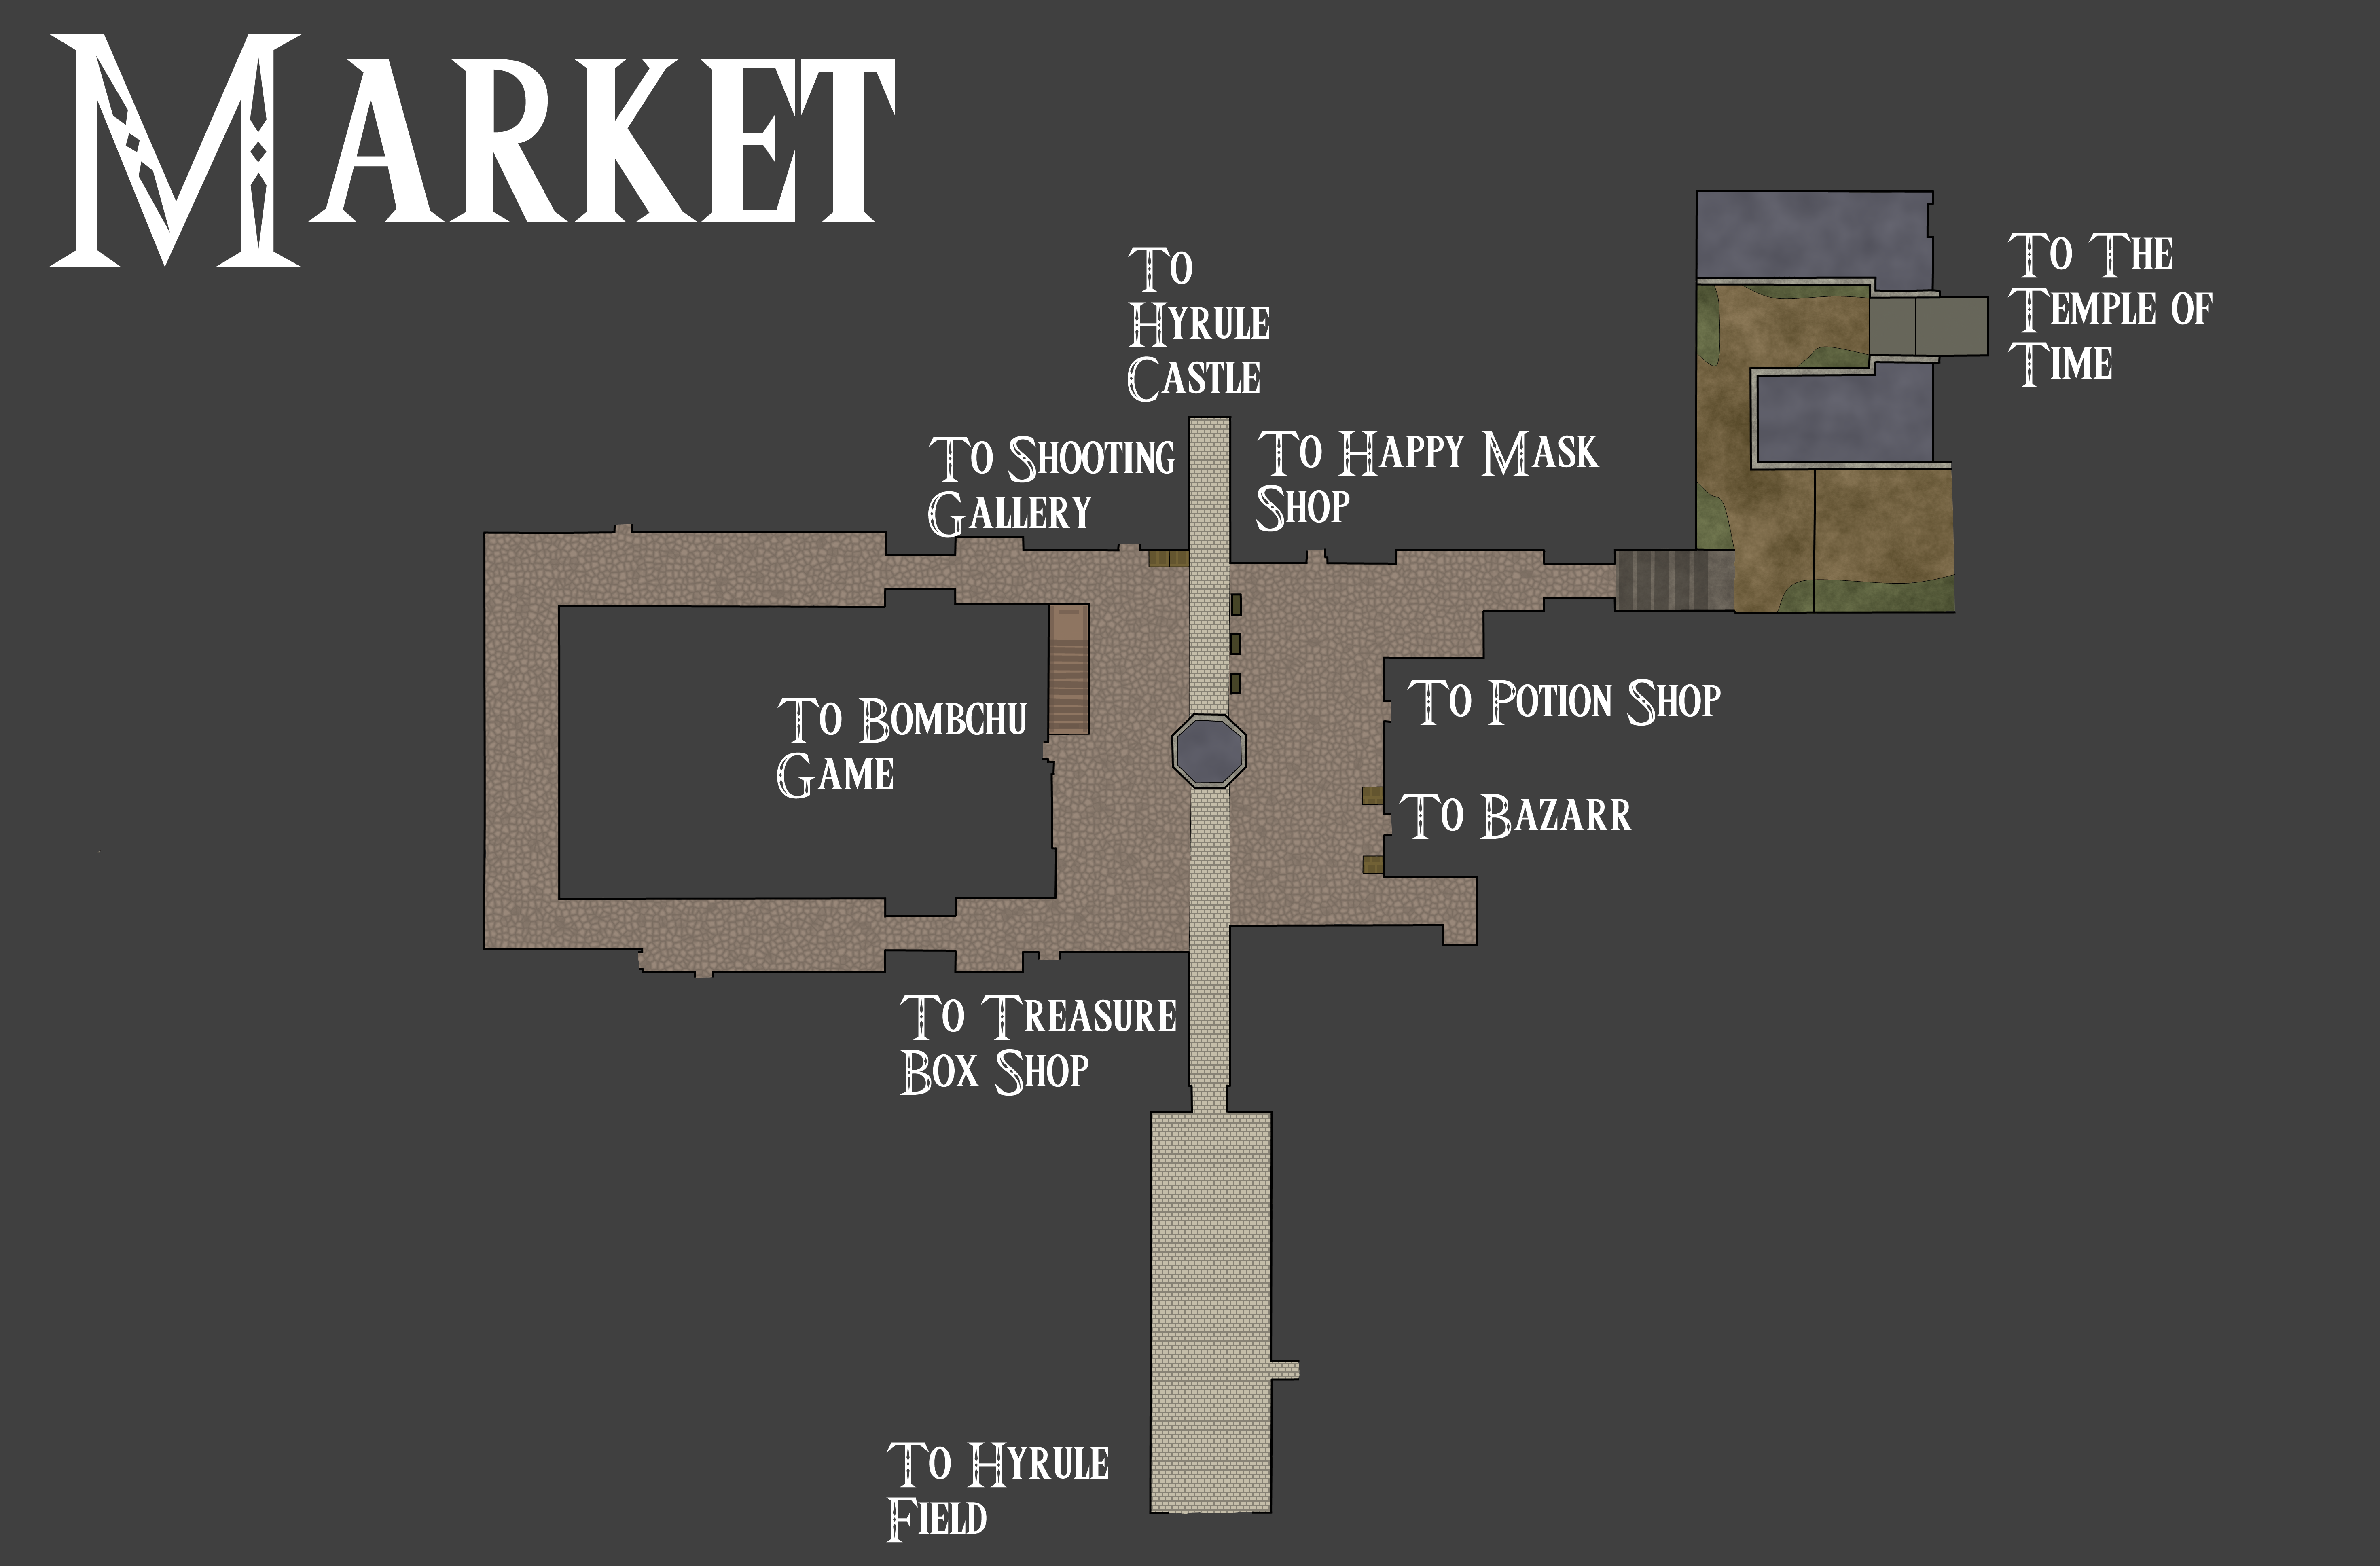 Market
To
Hyrule
Castle
To The
Temple of
Time
To Shooting
Gallery
To Happy Mask
Shop
To Bombchu
Game
To Potion Shop
To Bazarr
To Treasure
Box Shop
To Hyrule
Field